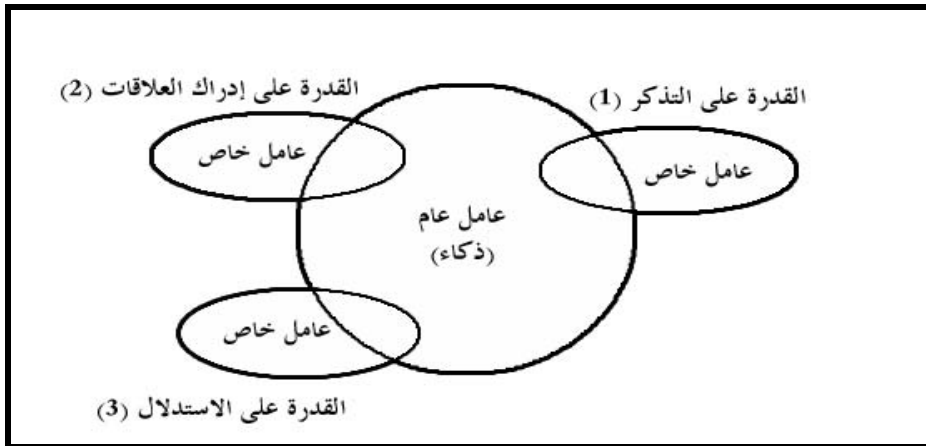 القدرة على التذكر (1)
القدرة على إدراك العلاقات (2)
عامل خاص
عامل خاص
عامل عام
(ذكاء)
عامل خاص
القدرة على الاستدلال (3)